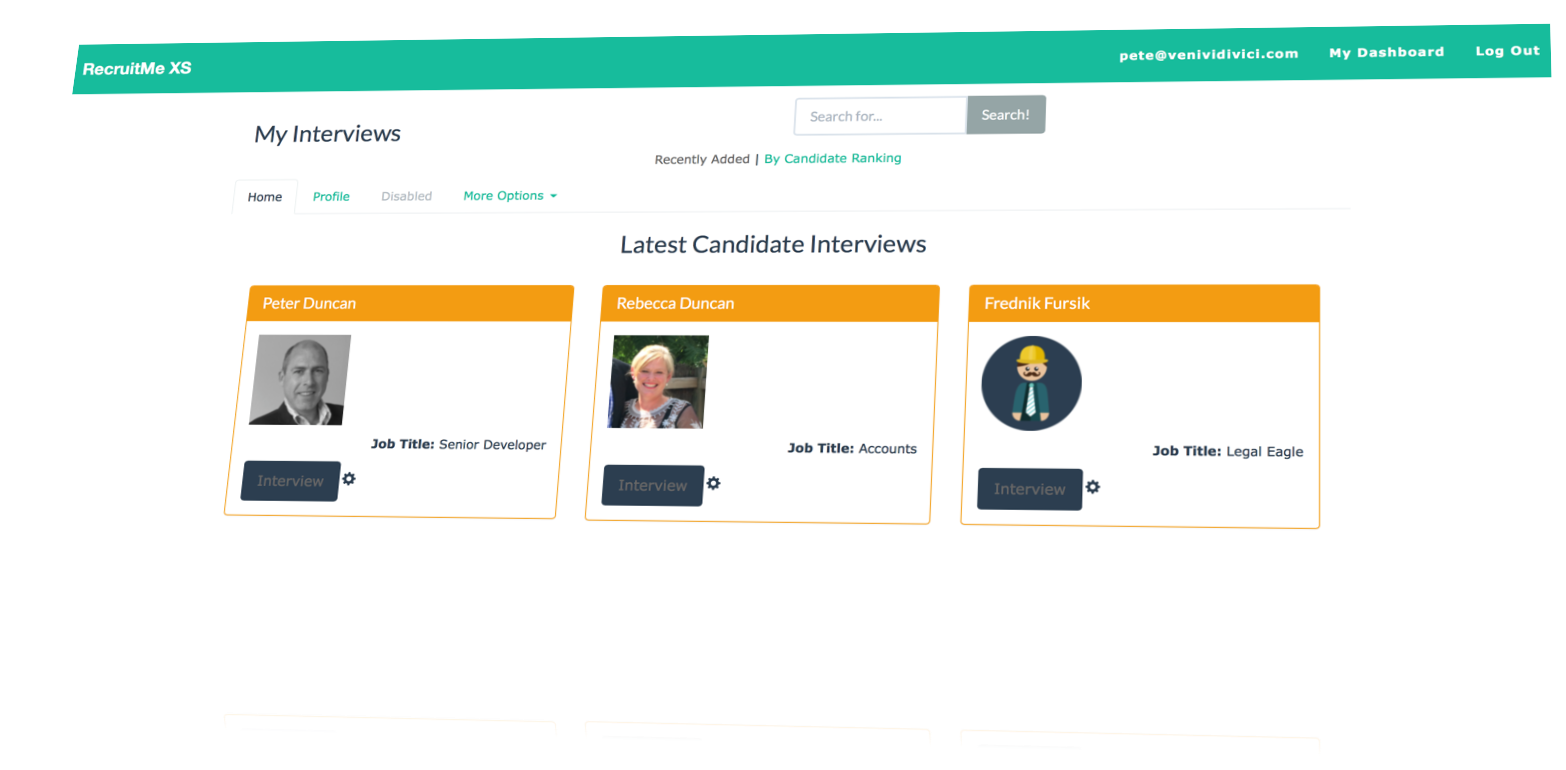 RecruitMe XS
pete@venividivici.com My Dashboard Log Out
My Interviews
Search for... Search!
Recently Added | By Candidate Ranking
Home Profile Disabled More Options
Latest Candidate Interviews
Peter Duncan
Job Title: Senior Developer
Interview
Rebecca Duncan
Job Title: Accounts
Interview
Frednik Fursik
Job Title: Legal Eagle
Interview